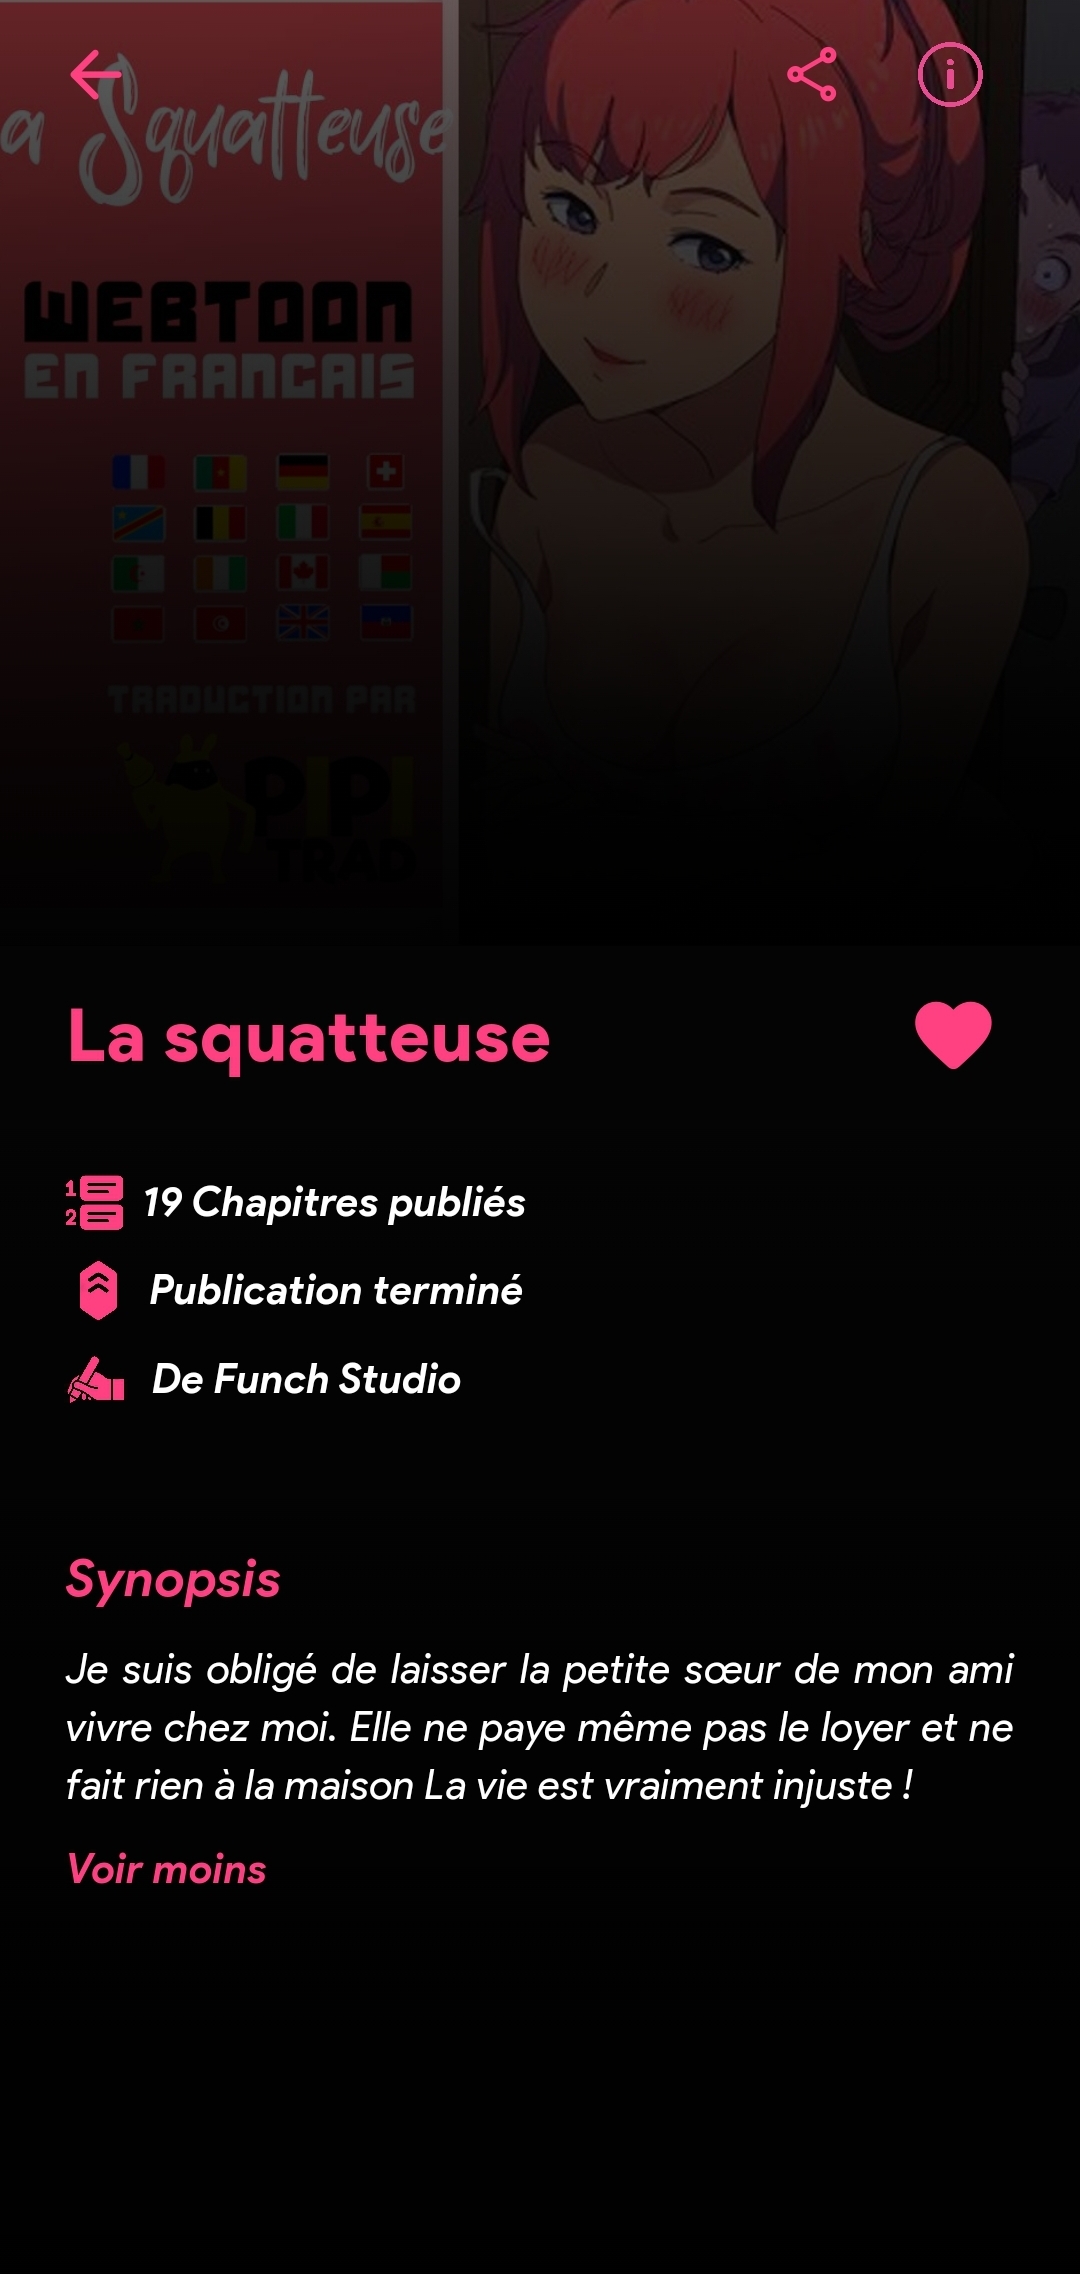 a Squatteuse
WEBTOON
EN FRANCAIS
TRADUCTION PAR
PIPI
TRAD
La squatteuse
1
2
19 Chapitres publiés
Publication terminé
De Funch Studio
Synopsis
Je suis obligé de laisser la petite sœur de mon ami
vivre chez moi. Elle ne paye même pas le loyer et ne
fait rien à la maison La vie est vraiment injuste !
Voir moins